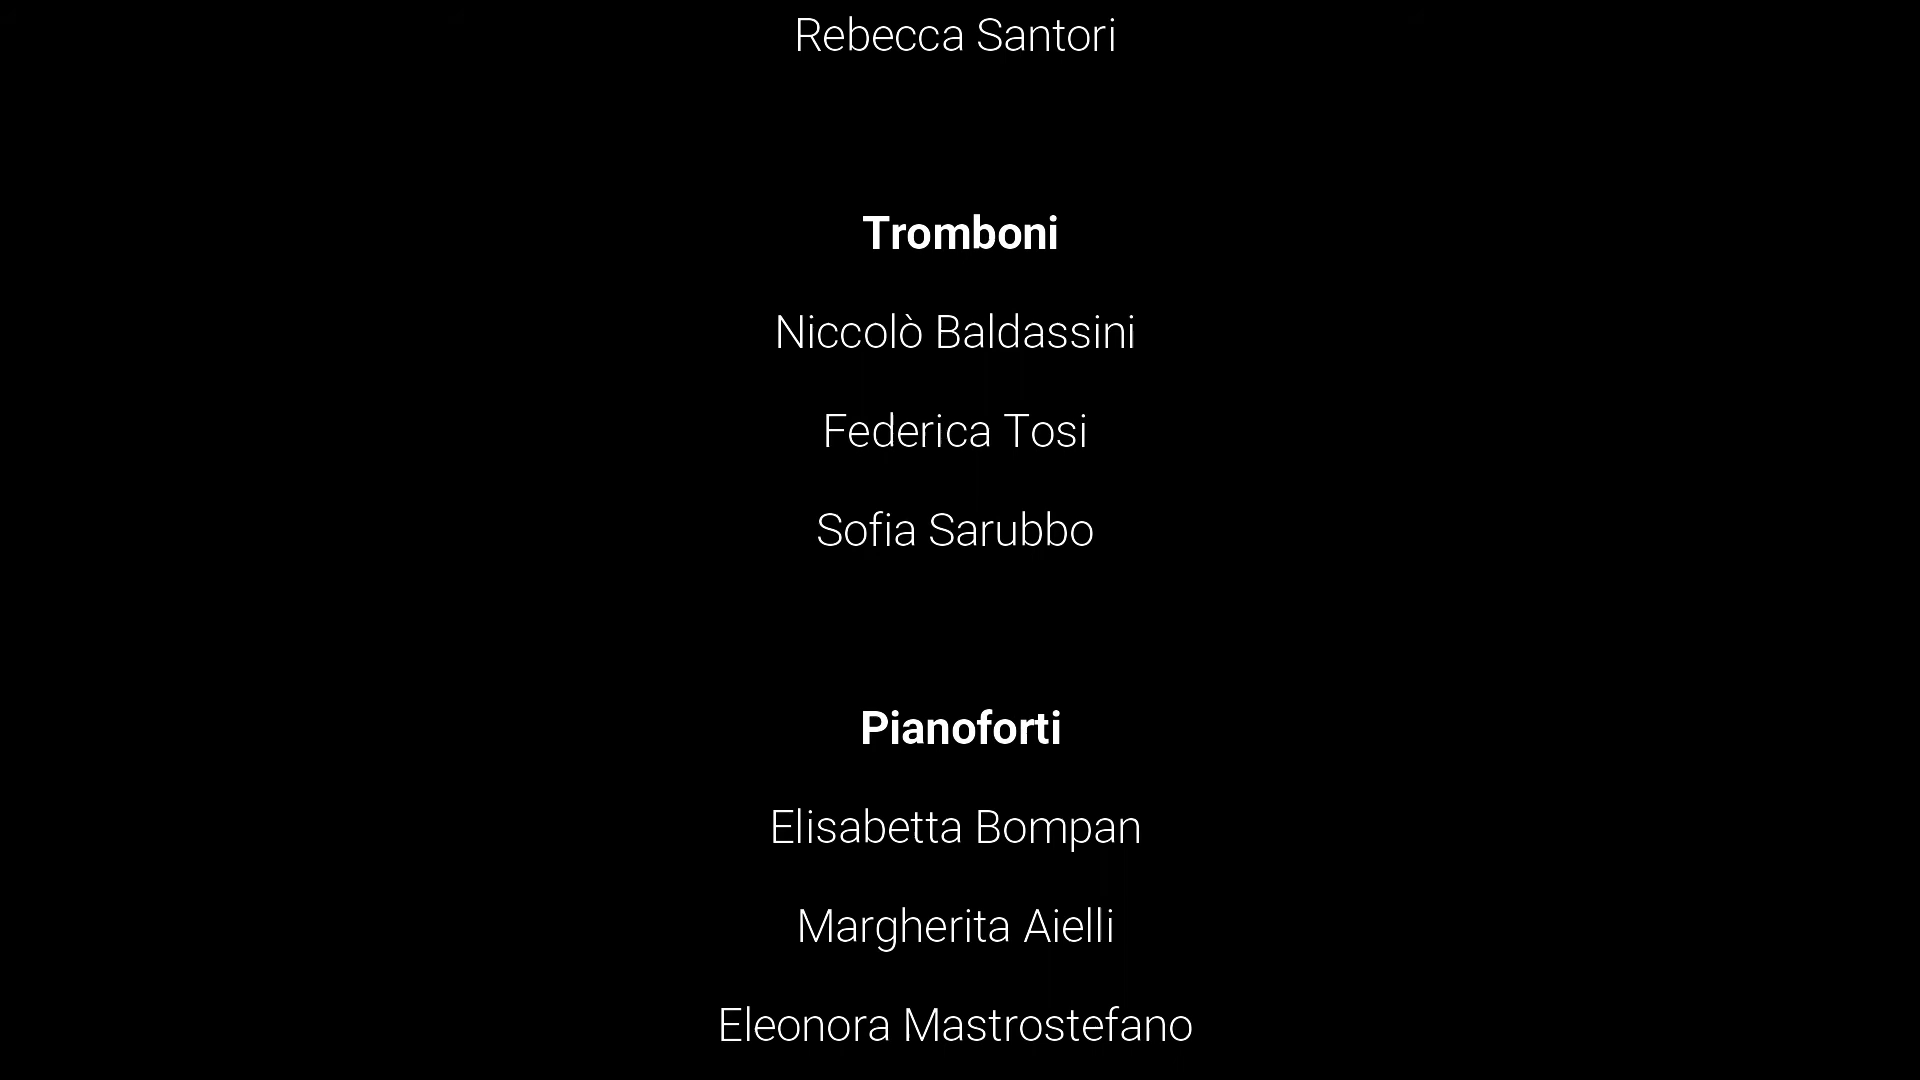 Rebecca Santori
Tromboni
Niccolò Baldassini
Federica Tosi
Sofia Sarubbo
Pianoforti
Elisabetta Bompan
Margherita Aielli
Eleonora Mastrostefano